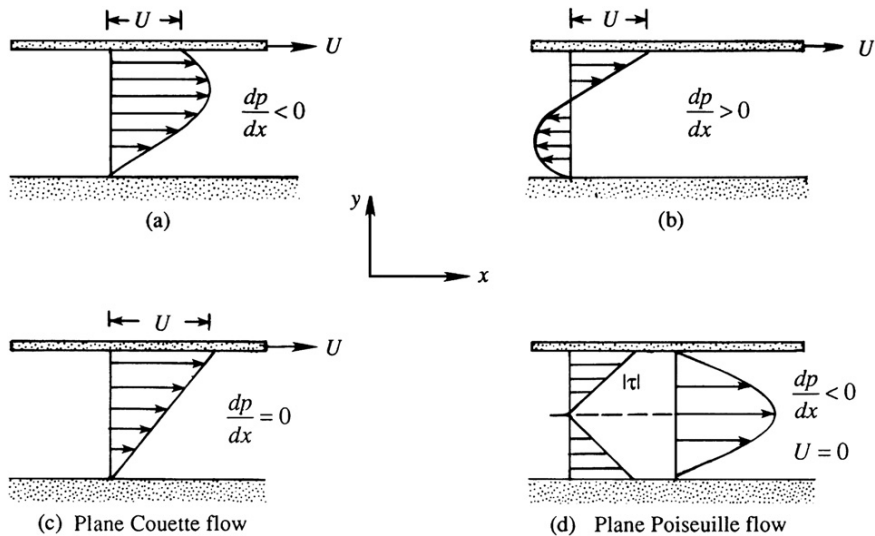 U
U
dp/dx < 0
(a)
U
U
dp/dx > 0
(b)
y
x
U
U
dp/dx = 0
(c) Plane Couette flow
|τ|
dp/dx < 0
U = 0
(d) Plane Poiseuille flow